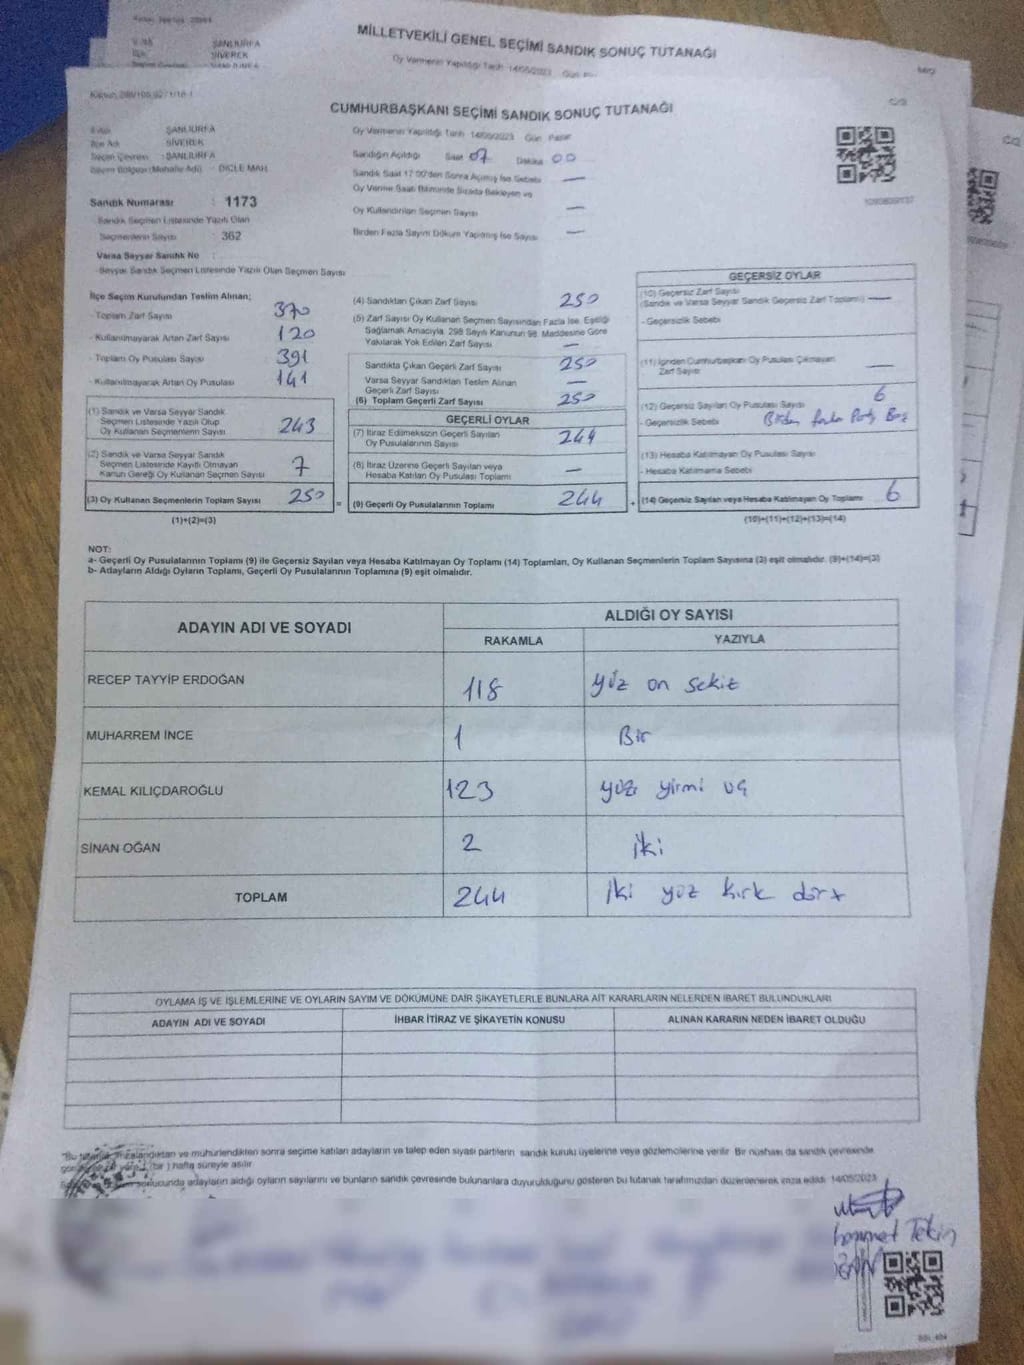 MİLLETVEKİLİ GENEL SEÇİMİ SANDIK SONUÇ TUTANAĞI
Oy Vermenin Yapıldığı Tarih 14/05/2023 Gün
ŞANLIURFA
SİVEREK
CUMHURBAŞKANI SEÇİMİ SANDIK SONUÇ TUTANAĞI
ŞANLIURFA
İlçe Adı SİVEREK
Seçim Çevresi : ŞANLIURFA
Seçim Bölgesi (Mahalle Adı) : DİCLE MAH.
Oy Vermenin Yapıldığı Tarih 14/05/2023 Gün Pazar
Sandığın Açıldığı Saat 07 Dakika 00
Sandık Saat 17:00'den Sonra Açılmış İse Sebebi —
Oy Verme Saati Bitiminde Sırada Bekleyen ve
Oy Kullandırılan Seçmen Sayısı —
Birden Fazla Sayım Döküm Yapılmış İse Sayısı —
Sandık Numarası : 1173
Sandık Seçmen Listesinde Yazılı Olan
Seçmenlerin Sayısı : 362
Varsa Seyyar Sandık No :
Seyyar Sandık Seçmen Listesinde Yazılı Olan Seçmen Sayısı
İlçe Seçim Kurulundan Teslim Alınan;
- Toplam Zarf Sayısı 370
- Kullanılmayarak Artan Zarf Sayısı 120
- Toplam Oy Pusulası Sayısı 391
- Kullanılmayarak Artan Oy Pusulası 141
(1) Sandık ve Varsa Seyyar Sandık
Seçmen Listesinde Yazılı Olup
Oy Kullanan Seçmenlerin Sayısı 243
(2) Sandık ve Varsa Seyyar Sandık
Seçmen Listesinde Kayıtlı Olmayan
Kanun Gereği Oy Kullanan Seçmen Sayısı 7
(3) Oy Kullanan Seçmenlerin Toplam Sayısı 250 =
(1)+(2)=(3)
(4) Sandıktan Çıkan Zarf Sayısı 250
(5) Zarf Sayısı Oy Kullanan Seçmen Sayısından Fazla İse, Eşitliği
Sağlamak Amacıyla, 298 Sayılı Kanunun 98. Maddesine Göre
Yakılarak Yok Edilen Zarf Sayısı —
Sandıkta Çıkan Geçerli Zarf Sayısı 250
Varsa Seyyar Sandıktan Teslim Alınan
Geçerli Zarf Sayısı —
(6) Toplam Geçerli Zarf Sayısı 250
GEÇERLİ OYLAR
(7) İtiraz Edilmeksizin Geçerli Sayılan
Oy Pusulalarının Sayısı 244
(8) İtiraz Üzerine Geçerli Sayılan veya
Hesaba Katılan Oy Pusulası Toplamı —
(9) Geçerli Oy Pusulalarının Toplamı 244 +
GEÇERSİZ OYLAR
(10) Geçersiz Zarf Sayısı
(Sandık ve Varsa Seyyar Sandık Geçersiz Zarf Toplamı) —
- Geçersizlik Sebebi
(11) İçinden Cumhurbaşkanı Oy Pusulası Çıkmayan
Zarf Sayısı —
(12) Geçersiz Sayılan Oy Pusulası Sayısı 6
- Geçersizlik Sebebi Birden fazla
(13) Hesaba Katılmayan Oy Pusulası Sayısı
- Hesaba Katılmama Sebebi
(14) Geçersiz Sayılan veya Hesaba Katılmayan Oy Toplamı 6
(10)+(11)+(12)+(13)=(14)
NOT:
a- Geçerli Oy Pusulalarının Toplamı (9) ile Geçersiz Sayılan veya Hesaba Katılmayan Oy Toplamı (14) Toplamları, Oy Kullanan Seçmenlerin Toplam Sayısına (3) eşit olmalıdır. (9)+(14)=(3)
b- Adayların Aldığı Oyların Toplamı, Geçerli Oy Pusulalarının Toplamına (9) eşit olmalıdır.
ADAYIN ADI VE SOYADI ALDIĞI OY SAYISI
RAKAMLA YAZIYLA
RECEP TAYYİP ERDOĞAN 118 yüz on sekiz
MUHARREM İNCE 1 Bir
KEMAL KILIÇDAROĞLU 123 yüz yirmi üç
SİNAN OĞAN 2 iki
TOPLAM 244 iki yüz kırk dört
OYLAMA İŞ VE İŞLEMLERİNE VE OYLARIN SAYIM VE DÖKÜMÜNE DAİR ŞİKAYETLERLE BUNLARA AİT KARARLARIN NELERDEN İBARET BULUNDUKLARI
ADAYIN ADI VE SOYADI İHBAR İTİRAZ VE ŞİKAYETİN KONUSU ALINAN KARARIN NEDEN İBARET OLDUĞU
"Bu imzalandıktan ve mühürlendikten sonra seçime katılan adayların ve talep eden siyasi partilerin sandık kurulu üyelerine veya gözlemcilerine verilir. Bir nüshası da sandık çevresinde
(bir) hafta süreyle asılır.
sonucunda adayların aldığı oyların sayılarını ve bunların sandık çevresinde bulunanlara duyurulduğunu gösteren bu tutanak tarafımızdan düzenlenerek imza edildi. 14/05/2023
Tekin